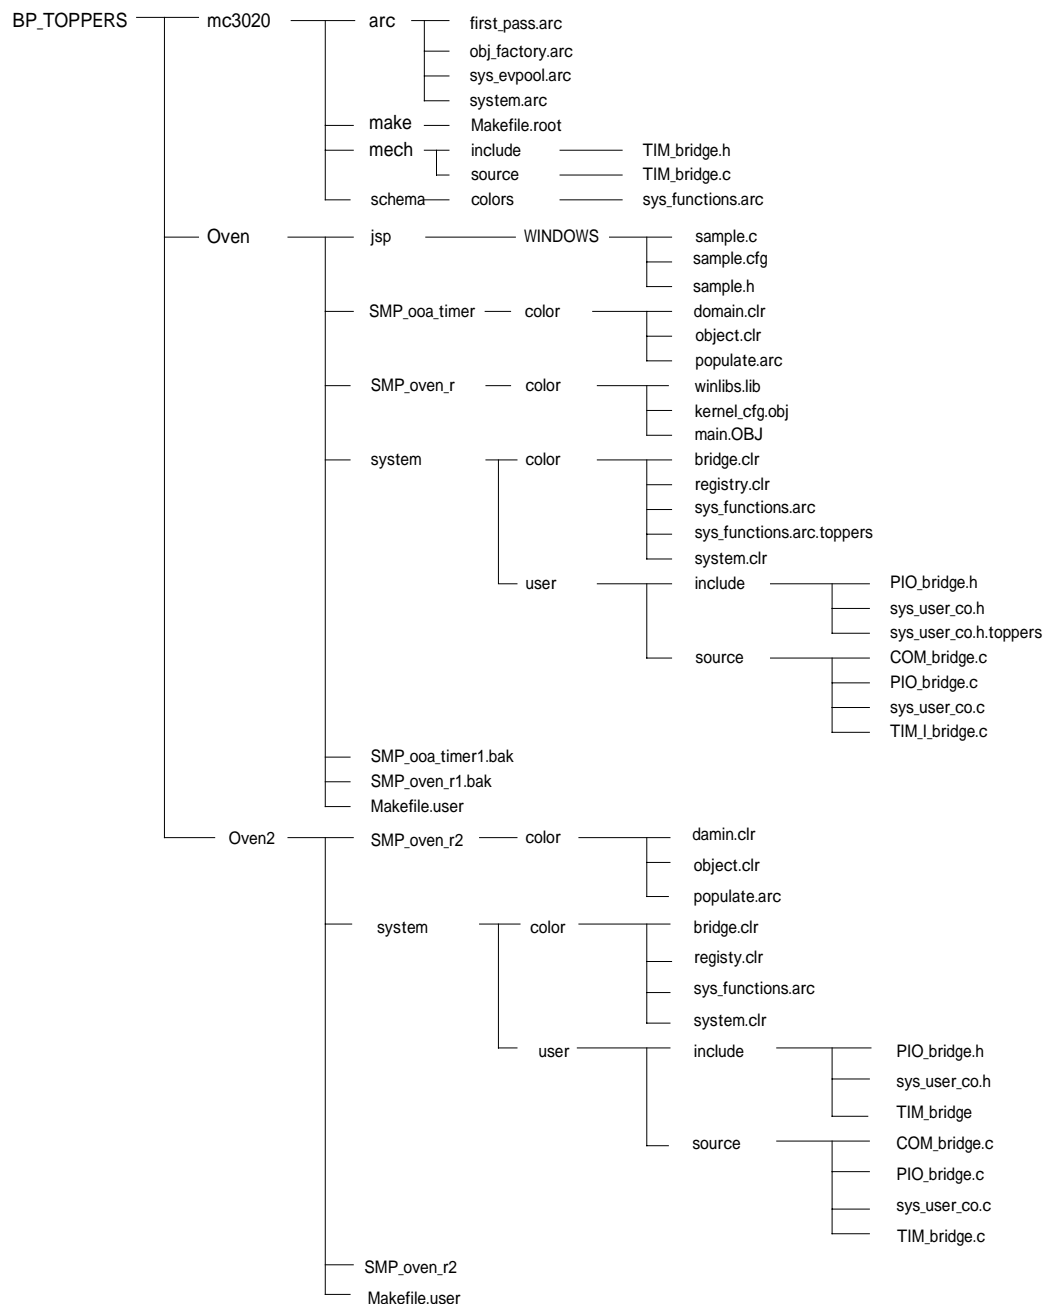 BP_TOPPERS mc3020 arc first_pass.arc
obj_factory.arc
sys_evpool.arc
system.arc
make Makefile.root
mech include TIM_bridge.h
source TIM_bridge.c
schema colors sys_functions.arc
Oven jsp WINDOWS sample.c
sample.cfg
sample.h
SMP_ooa_timer color domain.clr
object.clr
populate.arc
SMP_oven_r color winlibs.lib
kernel_cfg.obj
main.OBJ
system color bridge.clr
registry.clr
sys_functions.arc
sys_functions.arc.toppers
system.clr
user include PIO_bridge.h
sys_user_co.h
sys_user_co.h.toppers
source COM_bridge.c
PIO_bridge.c
sys_user_co.c
TIM_I_bridge.c
SMP_ooa_timer1.bak
SMP_oven_r1.bak
Makefile.user
Oven2 SMP_oven_r2 color damin.clr
object.clr
populate.arc
system color bridge.clr
registy.clr
sys_functions.arc
system.clr
user include PIO_bridge.h
sys_user_co.h
TIM_bridge
source COM_bridge.c
PIO_bridge.c
sys_user_co.c
TIM_bridge.c
SMP_oven_r2
Makefile.user